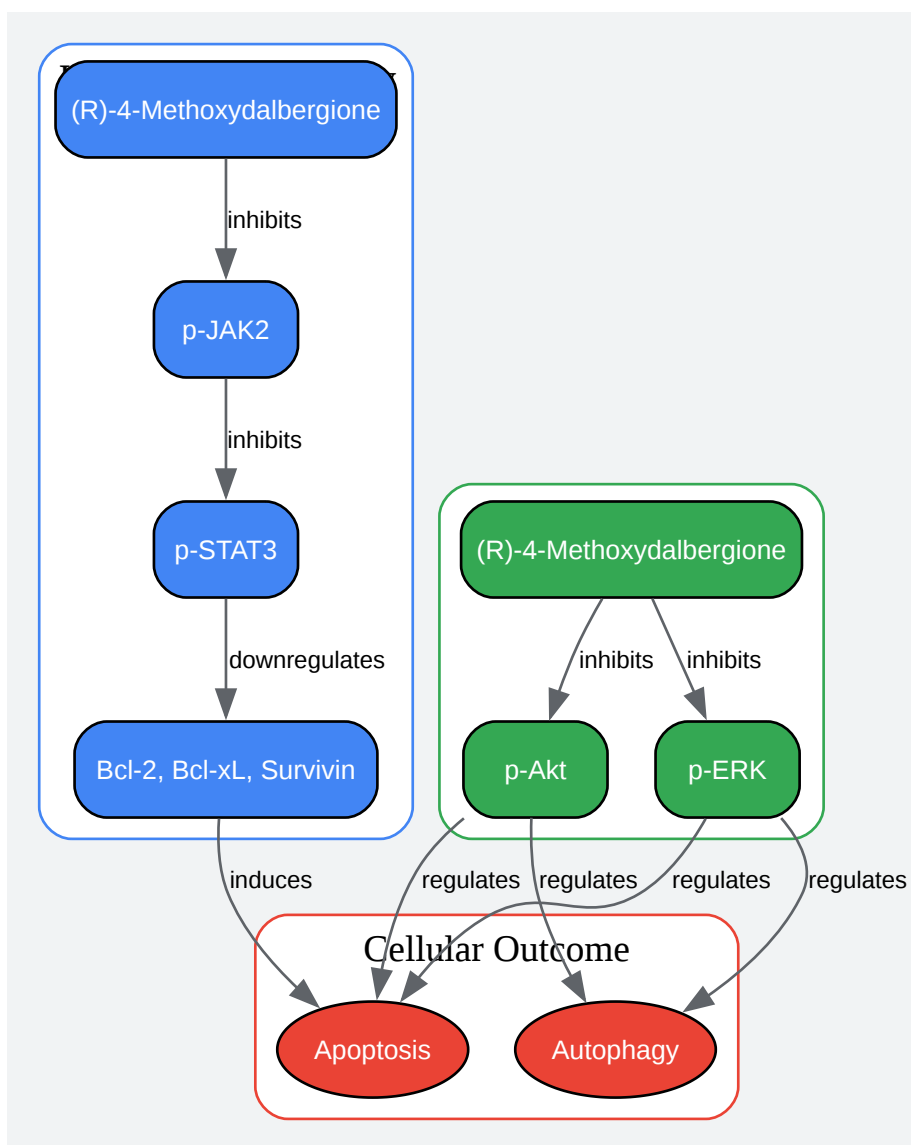 (R)-4-Methoxydalbergione
inhibits
p-JAK2
inhibits
p-STAT3
downregulates
Bcl-2, Bcl-xL, Survivin
induces
(R)-4-Methoxydalbergione
inhibits
inhibits
p-Akt
p-ERK
regulates
regulates
regulates
regulates
Cellular Outcome
Apoptosis
Autophagy